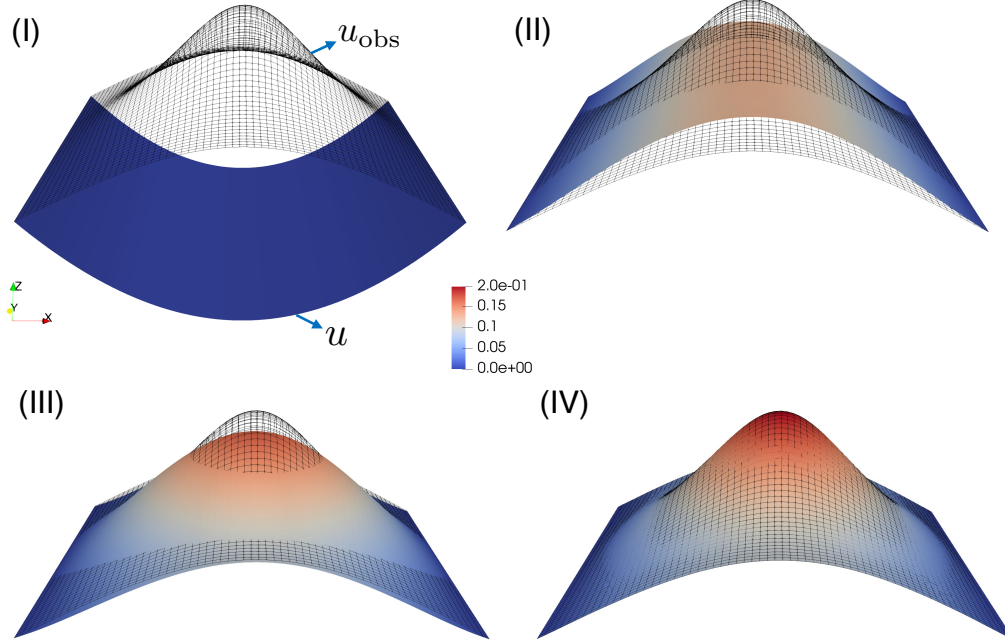 (I)
u_obs
(II)
Z
Y
X
u
2.0e-01
0.15
0.1
0.05
0.0e+00
(III)
(IV)